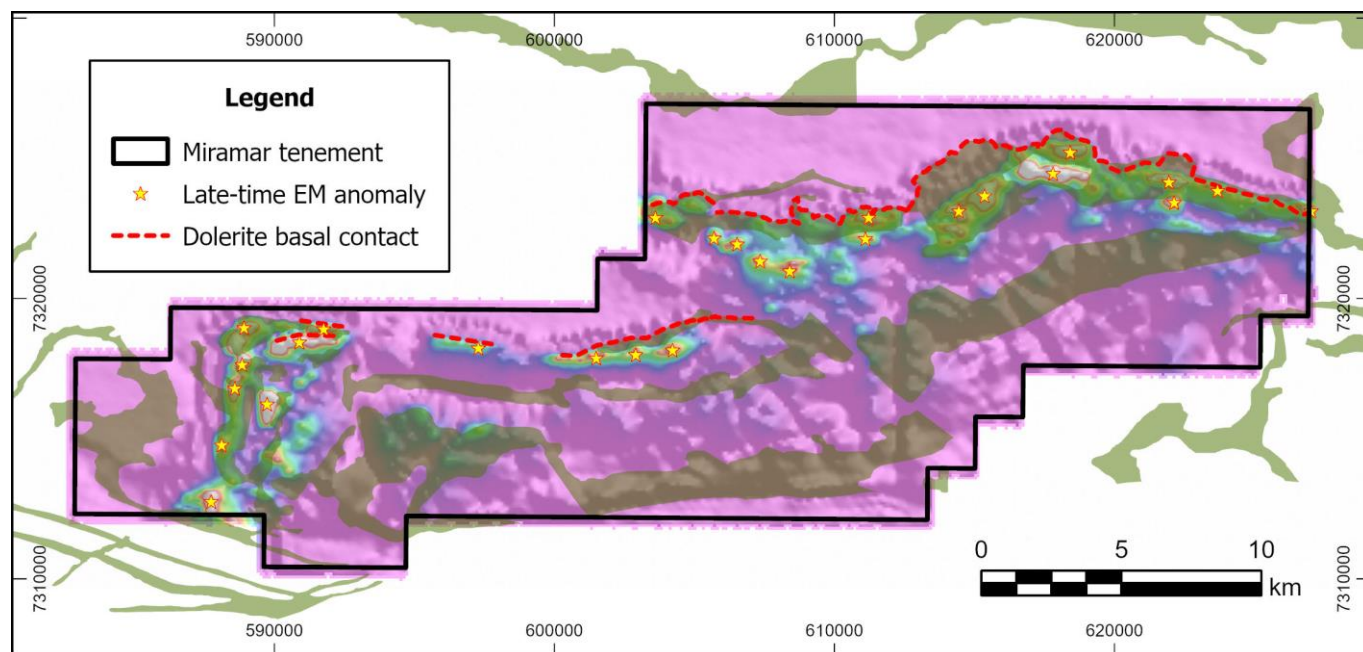 590000 600000 610000 620000
Legend
Miramar tenement
Late-time EM anomaly
Dolerite basal contact
7320000 7320000
7310000 7310000
0 5 10
km
590000 600000 610000 620000